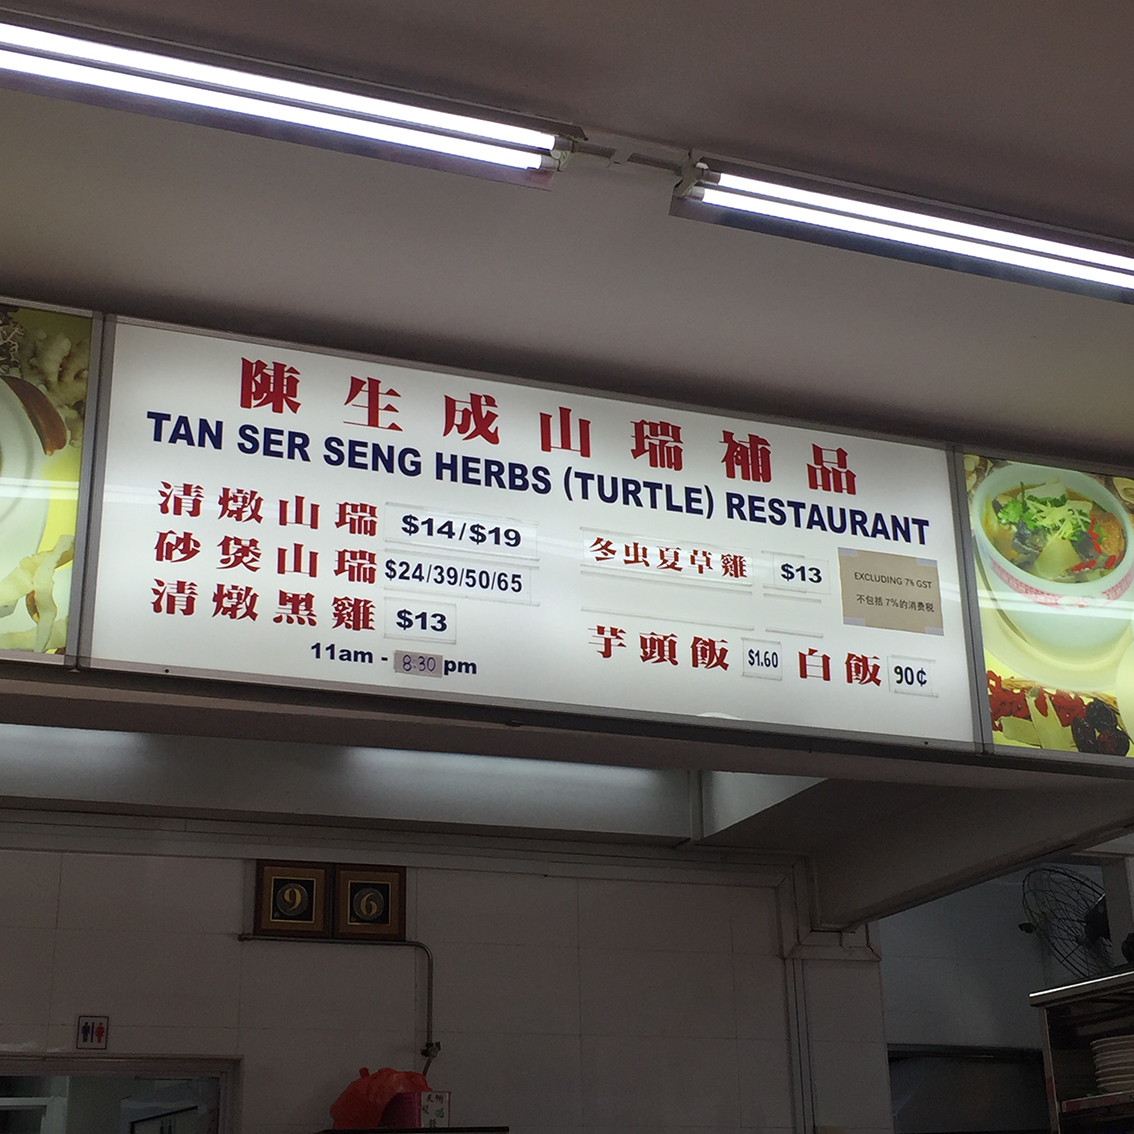 陳生成山瑞補品
TAN SER SENG HERBS (TURTLE) RESTAURANT
清燉山瑞 $14/$19
砂煲山瑞 $24/39/50/65
清燉黑雞 $13
11am - 8:30 pm
冬虫夏草雞 $13
EXCLUDING 7% GST
不包括 7%的消费税
芋頭飯 $1.60 白飯 90¢
9 6